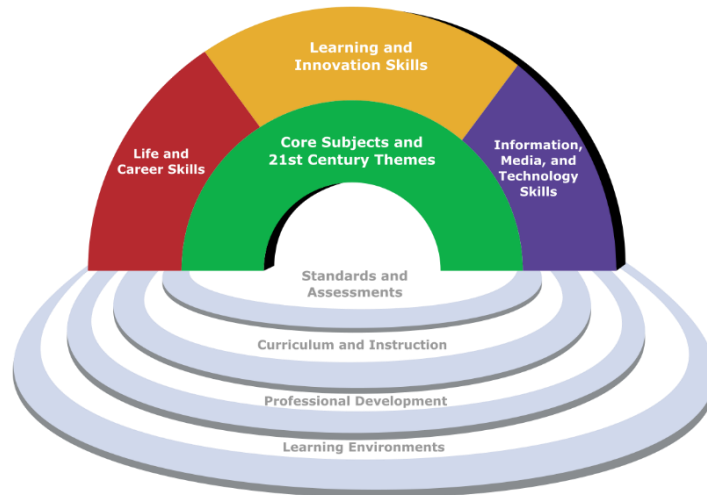 Learning and
Innovation Skills
Core Subjects and
21st Century Themes
Life and
Career Skills
Information,
Media, and
Technology
Skills
Standards and
Assessments
Curriculum and Instruction
Professional Development
Learning Environments